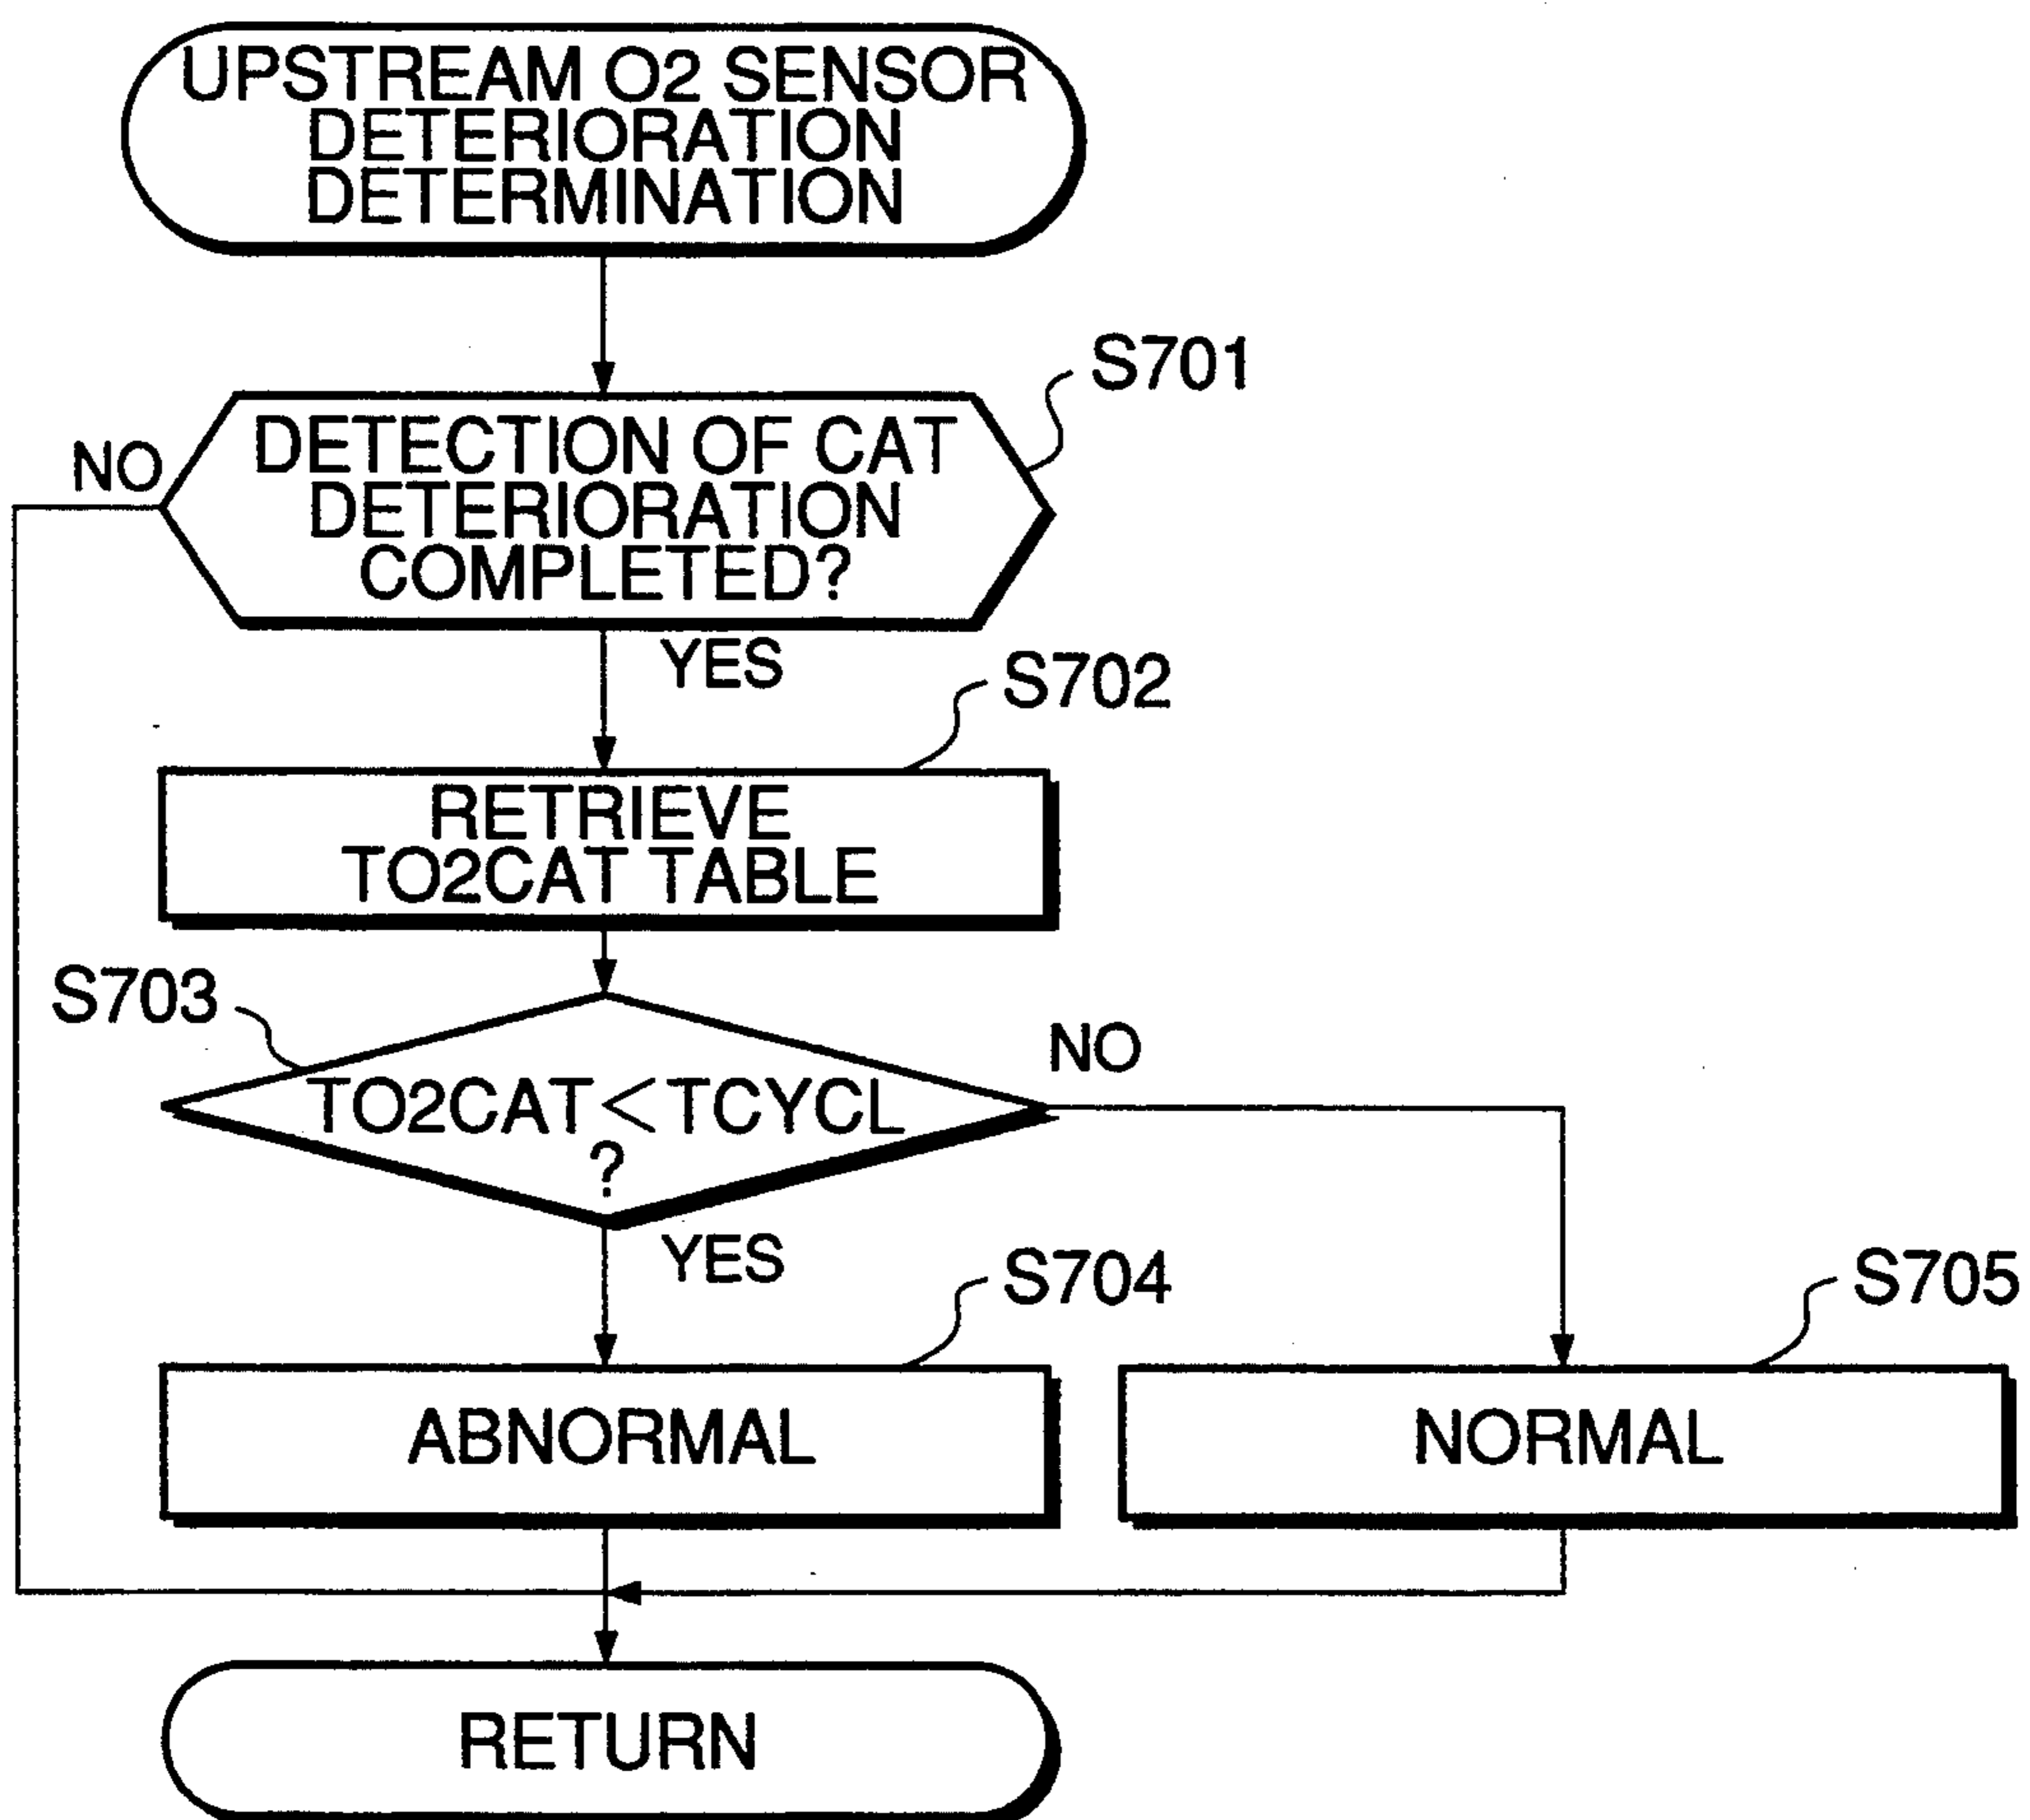 UPSTREAM O2 SENSOR
DETERIORATION
DETERMINATION
S701
NO
DETECTION OF CAT
DETERIORATION
COMPLETED?
YES
S702
RETRIEVE
TO2CAT TABLE
S703
NO
TO2CAT<TCYCL
?
YES
S704
S705
ABNORMAL
NORMAL
RETURN